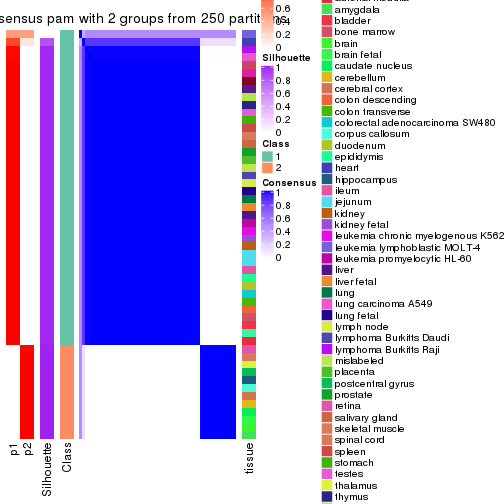 sensus pam with 2 groups from 250 partitions
0.4
0.2
0
Silhouette
1
0.8
0.6
0.4
0.2
0
Class
1
2
Consensus
1
0.8
0.6
0.4
0.2
0
p1
p2
Silhouette
Class
tissue
amygdala
bladder
bone marrow
brain
brain fetal
caudate nucleus
cerebellum
cerebral cortex
colon descending
colon transverse
colorectal adenocarcinoma SW480
corpus callosum
duodenum
epididymis
heart
hippocampus
ileum
jejunum
kidney
kidney fetal
leukemia chronic myelogenous K562
leukemia lymphoblastic MOLT-4
leukemia promyelocytic HL-60
liver
liver fetal
lung
lung carcinoma A549
lung fetal
lymph node
lymphoma Burkitts Daudi
lymphoma Burkitts Raji
mislabeled
placenta
postcentral gyrus
prostate
retina
salivary gland
skeletal muscle
spinal cord
spleen
stomach
testes
thalamus
thymus